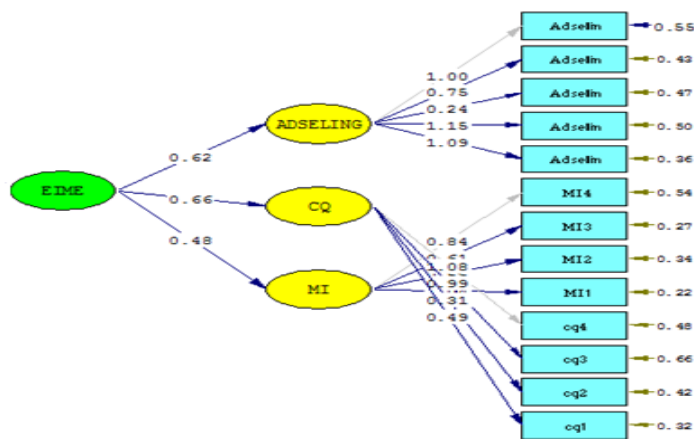 Adselin 0.55
Adselin 0.43
1.00
0.75
Adselin 0.47
0.24
ADSELING
1.15
Adselin 0.50
1.09
Adselin 0.36
0.62
EIME
MI4 0.54
0.66
CQ
0.84
MI3 0.27
0.48
1.08
MI2 0.34
0.99
MI
0.31
MI1 0.22
0.49
cq4 0.48
cq3 0.66
cq2 0.42
cq1 0.32